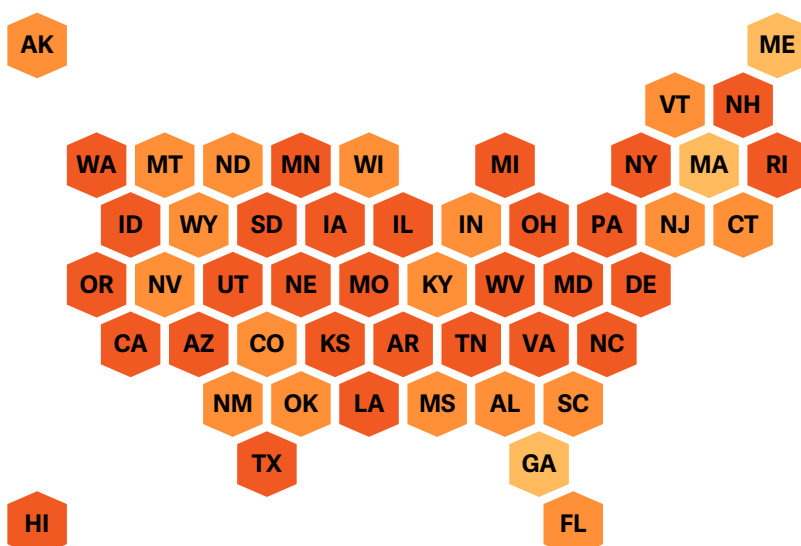 AK ME
VT NH
WA MT ND MN WI MI NY MA RI
ID WY SD IA IL IN OH PA NJ CT
OR NV UT NE MO KY WV MD DE
CA AZ CO KS AR TN VA NC
NM OK LA MS AL SC
TX GA
HI FL